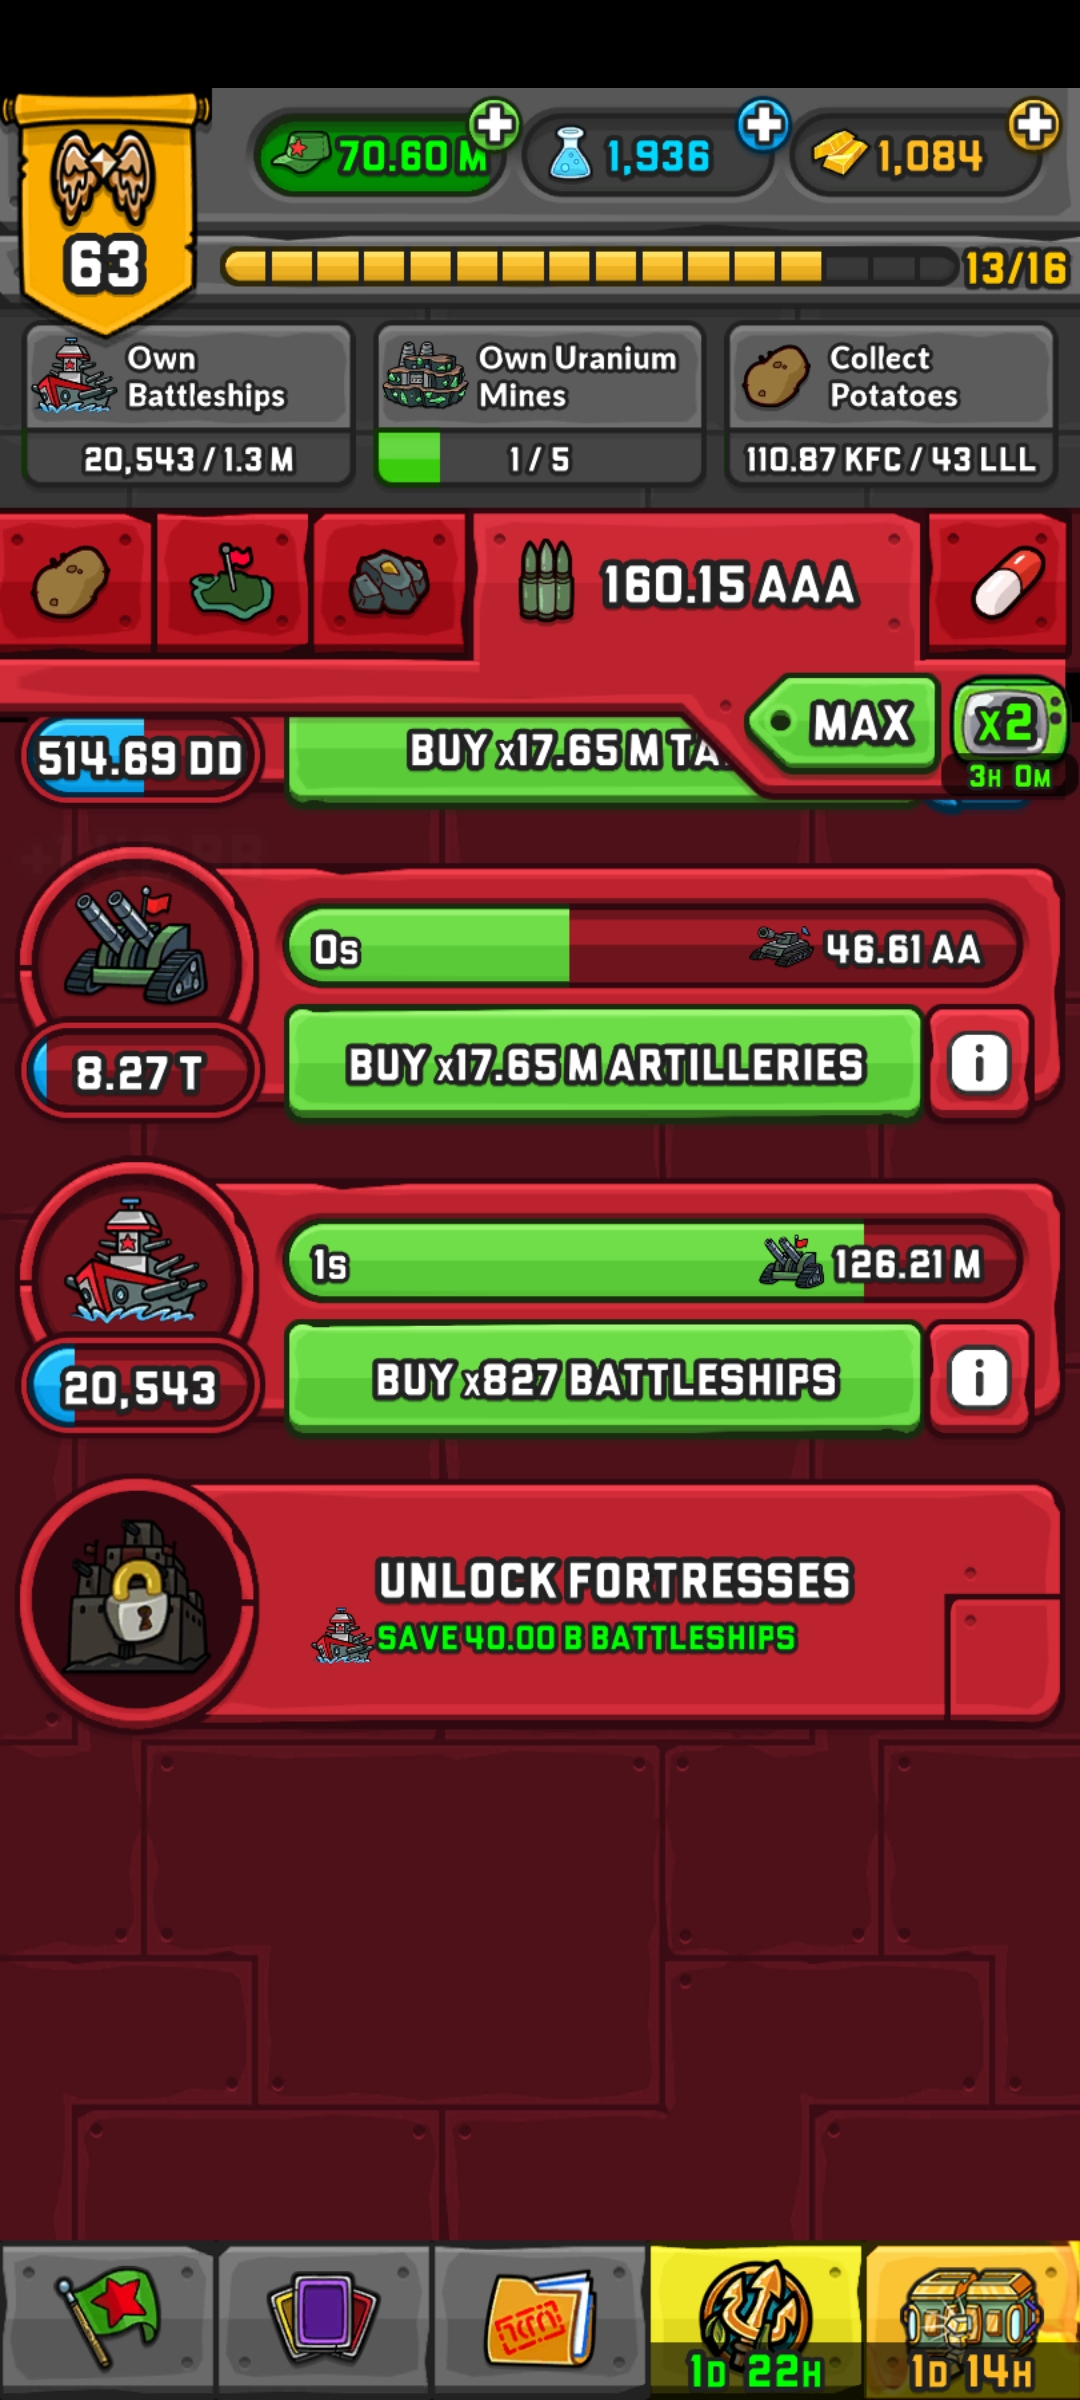 70.60 M
1,936
1,084
63
13/16
Own
Battleships
20,543 / 1.3 M
Own Uranium
Mines
1 / 5
Collect
Potatoes
110.87 KFC / 43 LLL
160.15 AAA
MAX
X2
3H 0M
514.69 DD
BUY x17.65 M TA
0s
46.61 AA
8.27 T
BUY x17.65 M ARTILLERIES
i
1s
126.21 M
20,543
BUY x827 BATTLESHIPS
i
UNLOCK FORTRESSES
SAVE 40.00 B BATTLESHIPS
1D 22H
1D 14H